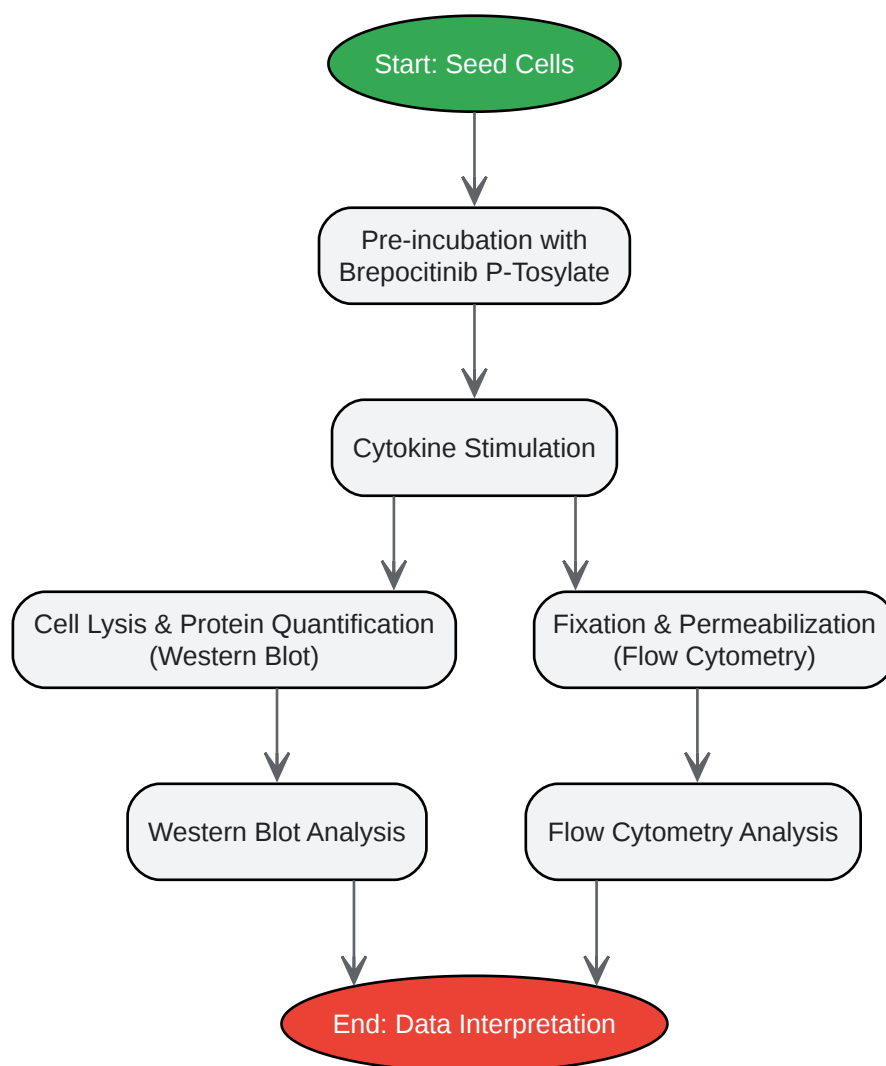 Start: Seed Cells
Pre-incubation with
Brepocitinib P-Tosylate
Cytokine Stimulation
Cell Lysis & Protein Quantification
(Western Blot)
Fixation & Permeabilization
(Flow Cytometry)
Western Blot Analysis
Flow Cytometry Analysis
End: Data Interpretation